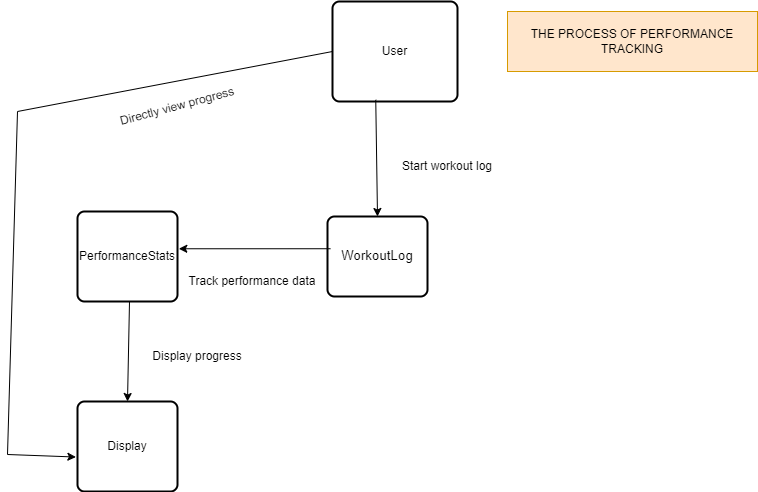 User
THE PROCESS OF PERFORMANCE
TRACKING
Directly view progress
Start workout log
PerformanceStats
WorkoutLog
Track performance data
Display progress
Display